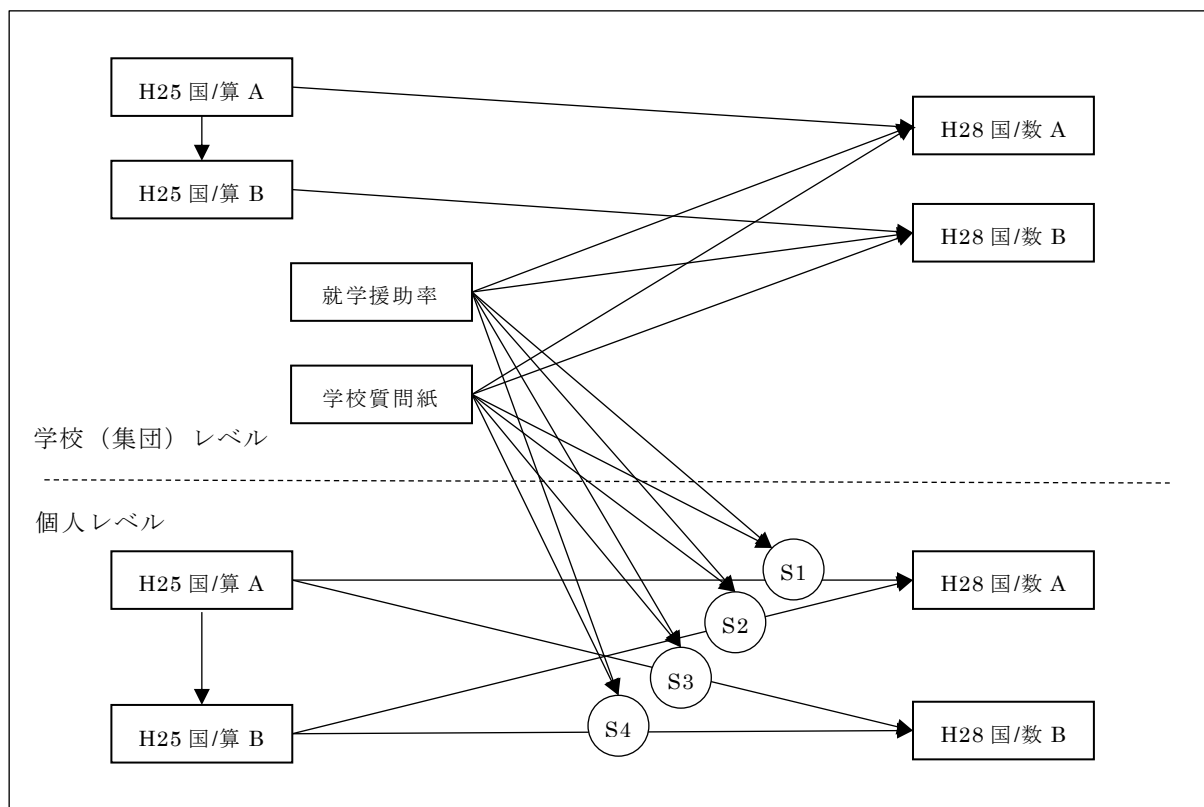 H25 国/算 A
H28 国/数 A
H25 国/算 B
H28 国/数 B
就学援助率
学校質問紙
学校（集団）レベル
個人レベル
S1
H25 国/算 A
H28 国/数 A
S2
S3
S4
H25 国/算 B
H28 国/数 B